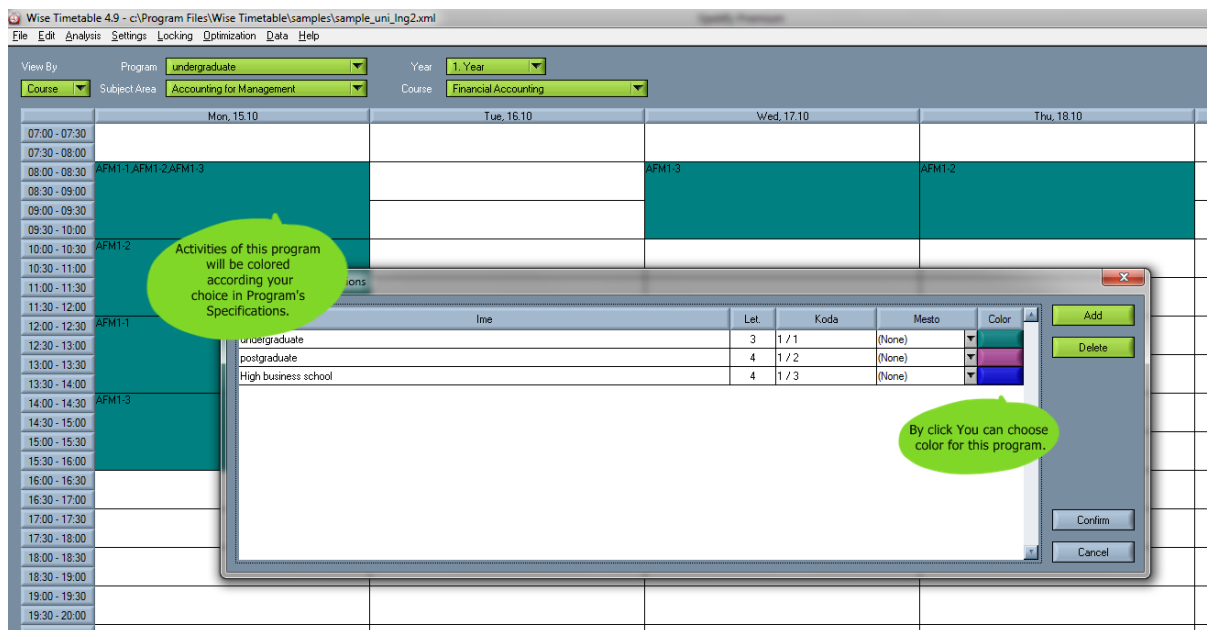 Wise Timetable 4.9 - c:\Program Files\Wise Timetable\samples\sample_uni_lng2.xml
File Edit Analysis Settings Locking Optimization Data Help
View By Program undergraduate Year 1. Year
Course Subject Area Accounting for Management Course Financial Accounting
Mon, 15.10 Tue, 16.10 Wed, 17.10 Thu, 18.10
07:00 - 07:30
07:30 - 08:00
08:00 - 08:30 AFM1-1,AFM1-2,AFM1-3 AFM1-3 AFM1-2
08:30 - 09:00
09:00 - 09:30
09:30 - 10:00
10:00 - 10:30 AFM1-2
10:30 - 11:00
11:00 - 11:30
11:30 - 12:00
12:00 - 12:30 AFM1-1
12:30 - 13:00
13:00 - 13:30
13:30 - 14:00
14:00 - 14:30 AFM1-3
14:30 - 15:00
15:00 - 15:30
15:30 - 16:00
16:00 - 16:30
16:30 - 17:00
17:00 - 17:30
17:30 - 18:00
18:00 - 18:30
18:30 - 19:00
19:00 - 19:30
19:30 - 20:00
Activities of this program
will be colored
according your
choice in Program's
Specifications.
Ime Let. Koda Mesto Color
undergraduate 3 1 / 1 (None)
postgraduate 4 1 / 2 (None)
High business school 4 1 / 3 (None)
By click You can choose
color for this program.
Add
Delete
Confirm
Cancel